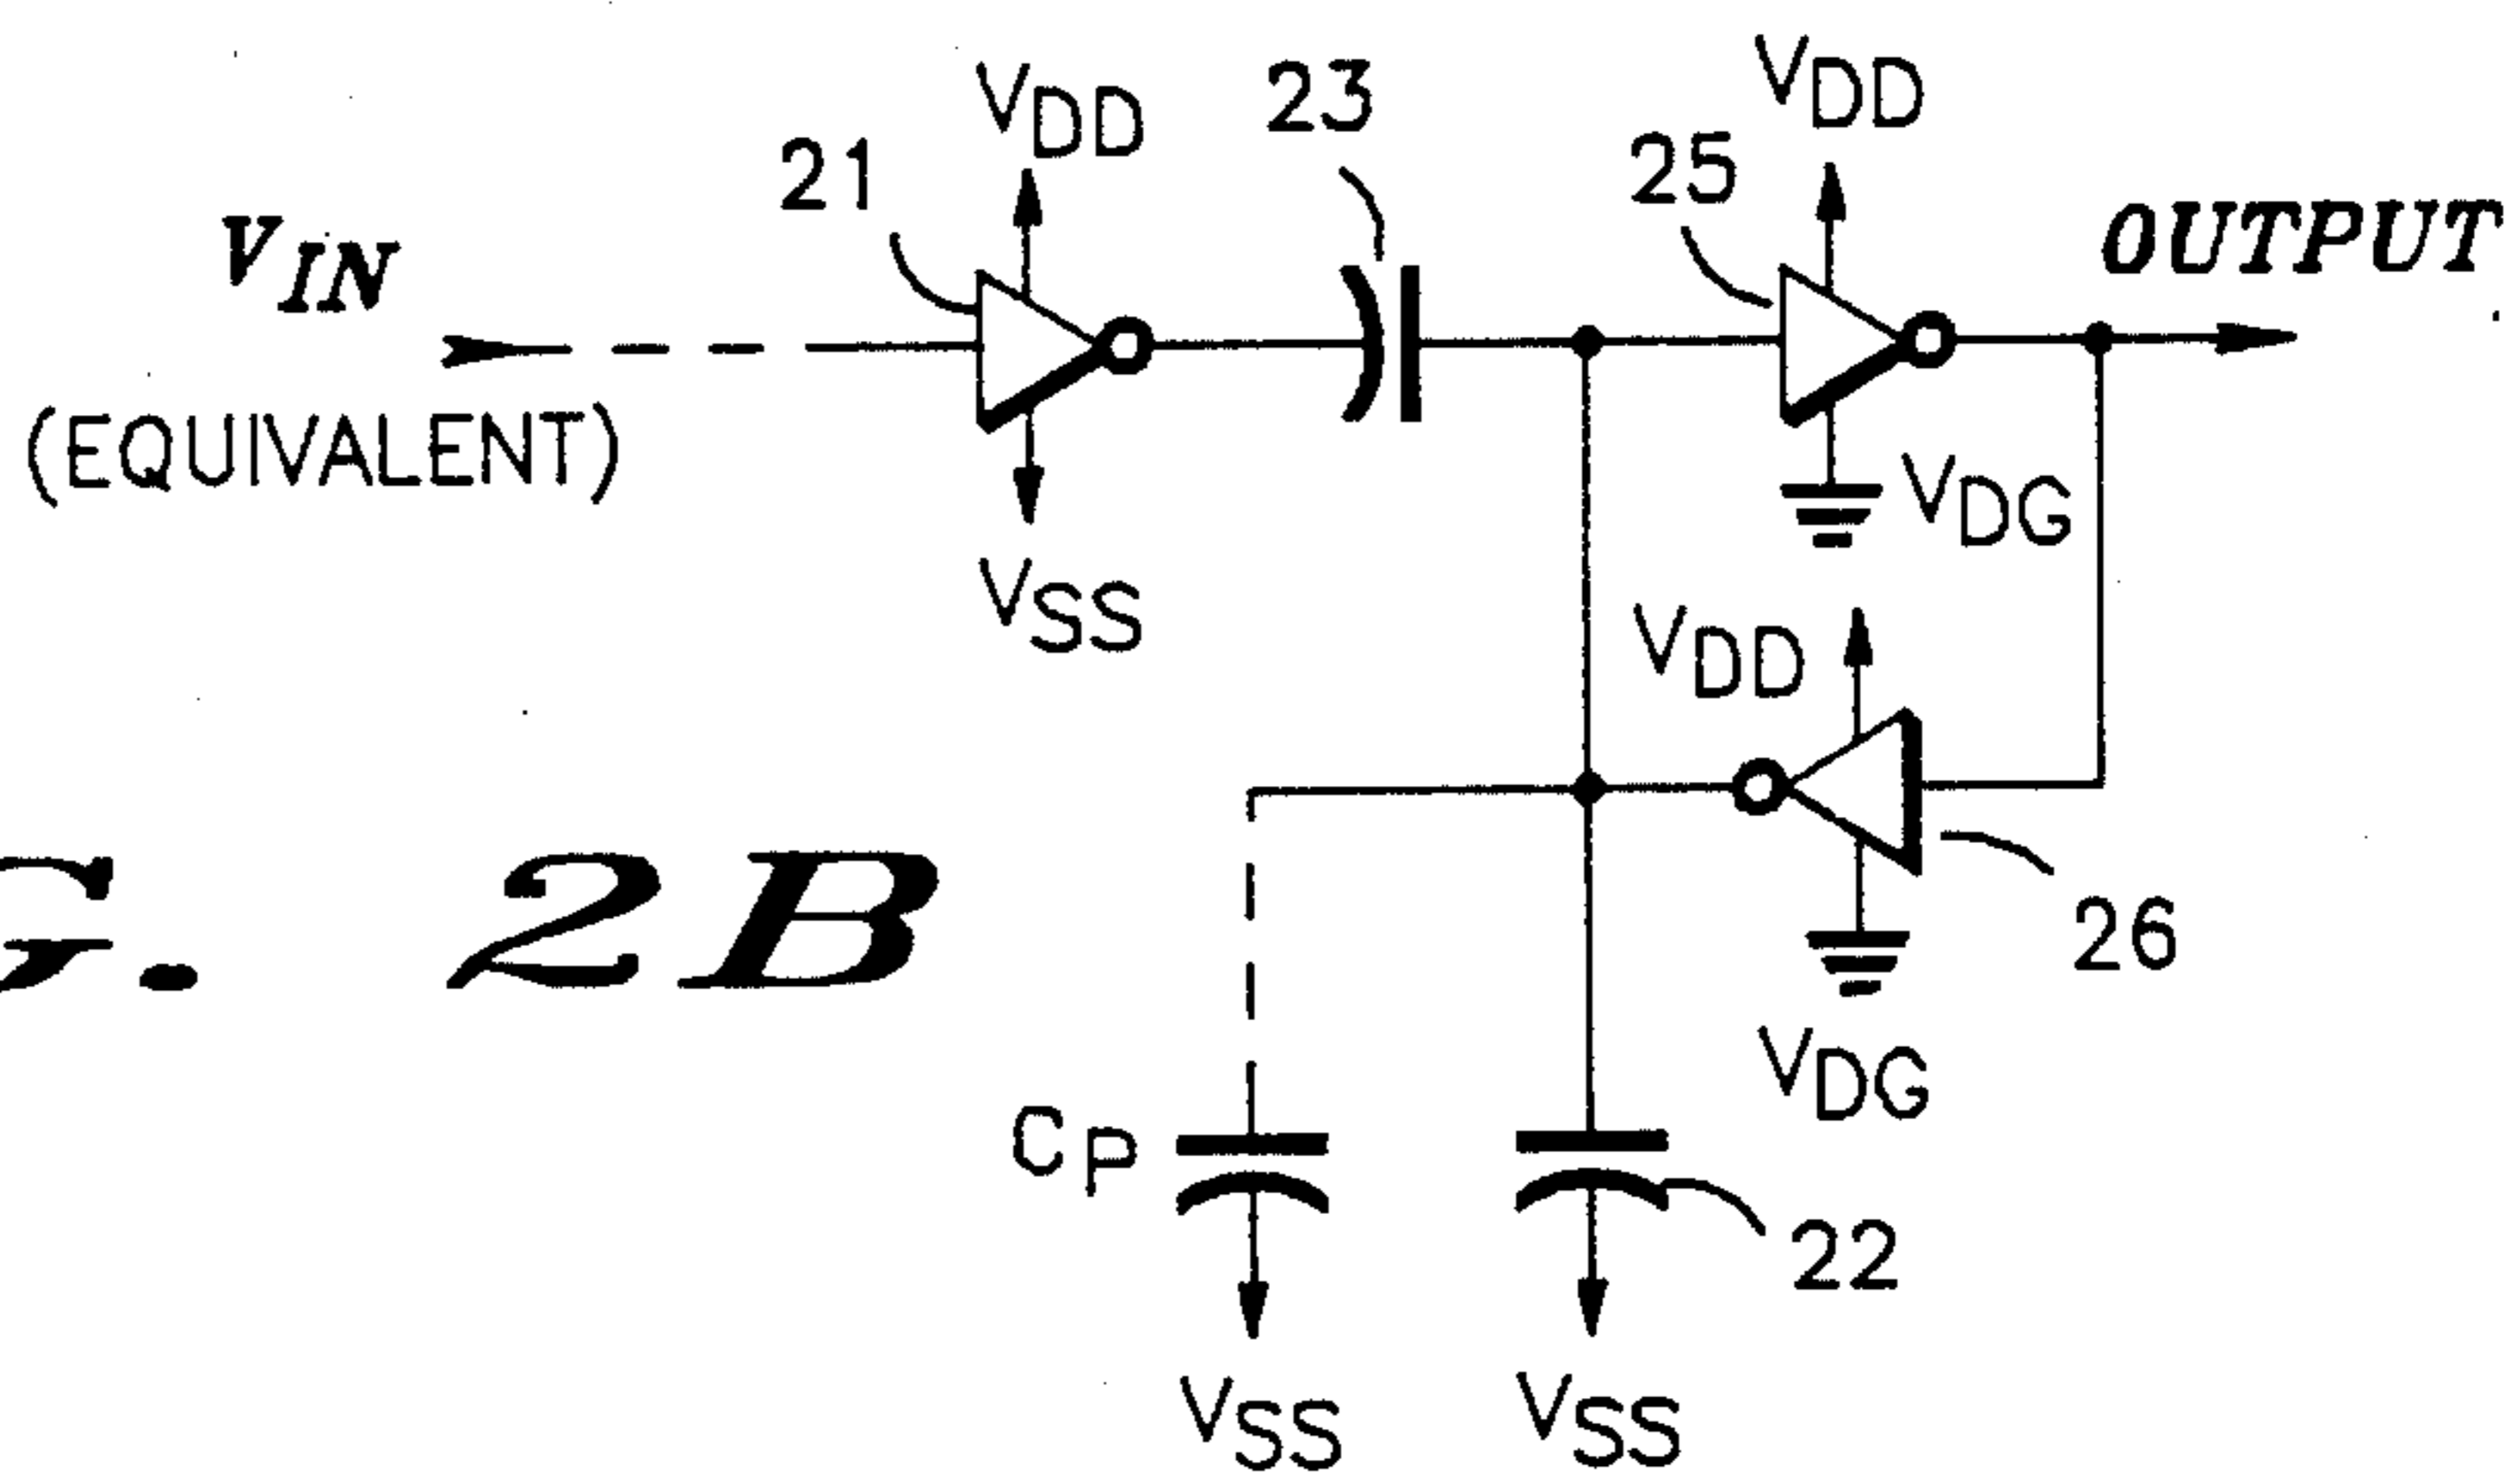 VDD
23
VDD
21
25
VIN
OUTPUT
(EQUIVALENT)
VDG
VSS
VDD
G. 2B
26
VDG
CP
22
VSS
VSS